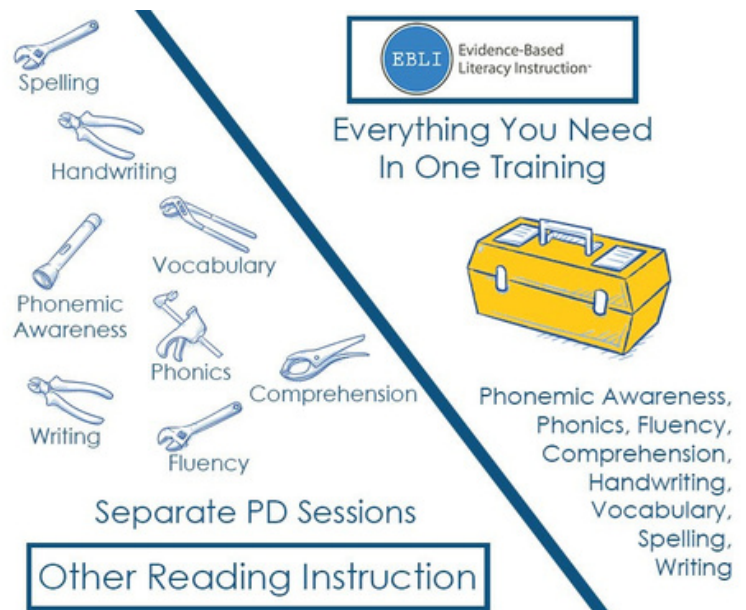 Spelling
Handwriting
Vocabulary
Phonemic
Awareness
Phonics
Comprehension
Writing
Fluency
Separate PD Sessions
Other Reading Instruction
EBLI
Evidence-Based
Literacy Instruction™
Everything You Need
In One Training
Phonemic Awareness,
Phonics, Fluency,
Comprehension,
Handwriting,
Vocabulary,
Spelling,
Writing